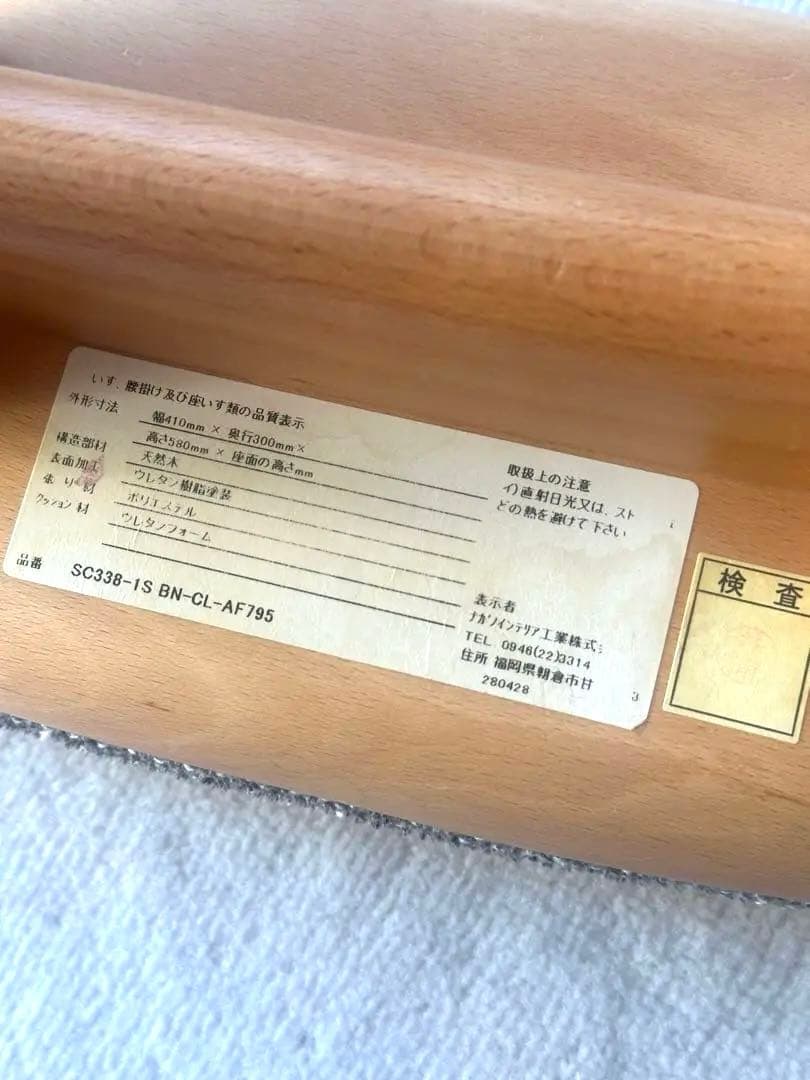 いす、腰掛け及び座いす類の品質表示
外形寸法 幅410mm × 奥行300mm×
高さ580mm × 座面の高さmm
構造部材 天然木
表面加工 ウレタン樹脂塗装
張り材 ポリエステル
クッション材 ウレタンフォーム
品番 SC338-1S BN-CL-AF795
取扱上の注意
イ)直射日光又は、スト
どの熱を避けて下さい
表示者
ナガノインテリア工業株式
TEL 0946(22)3314
住所 福岡県朝倉市甘
280428
3
検査